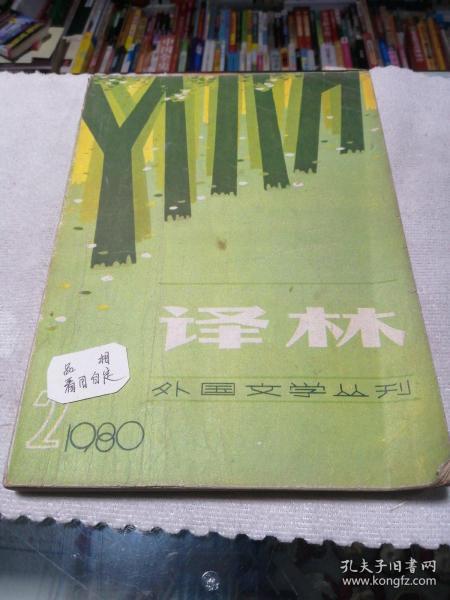 YILIN
译林
外国文学丛刊
品相
看图自定
2
1980
孔夫子旧书网
www.kongfz.com